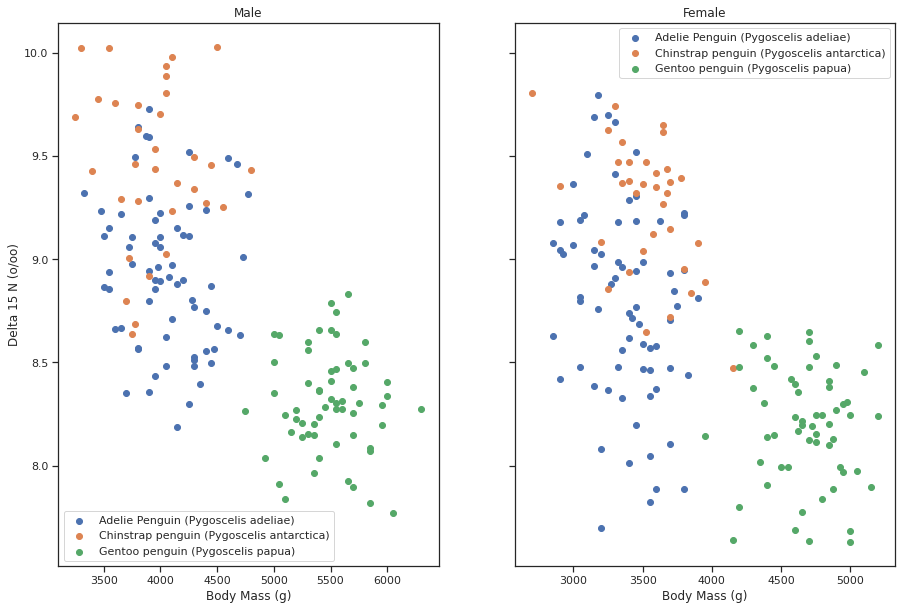 Male
Female
Delta 15 N (o/oo)
10.0
9.5
9.0
8.5
8.0
Adelie Penguin (Pygoscelis adeliae)
Chinstrap penguin (Pygoscelis antarctica)
Gentoo penguin (Pygoscelis papua)
3500
4000
4500
5000
5500
6000
Body Mass (g)
Adelie Penguin (Pygoscelis adeliae)
Chinstrap penguin (Pygoscelis antarctica)
Gentoo penguin (Pygoscelis papua)
3000
3500
4000
4500
5000
Body Mass (g)